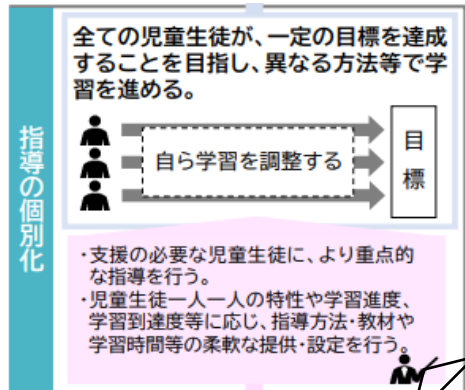 指導の個別化
全ての児童生徒が、一定の目標を達成
することを目指し、異なる方法等で学
習を進める。
自ら学習を調整する
目
標
・支援の必要な児童生徒に、より重点的
な指導を行う。
・児童生徒一人一人の特性や学習進度、
学習到達度等に応じ、指導方法・教材や
学習時間等の柔軟な提供・設定を行う。